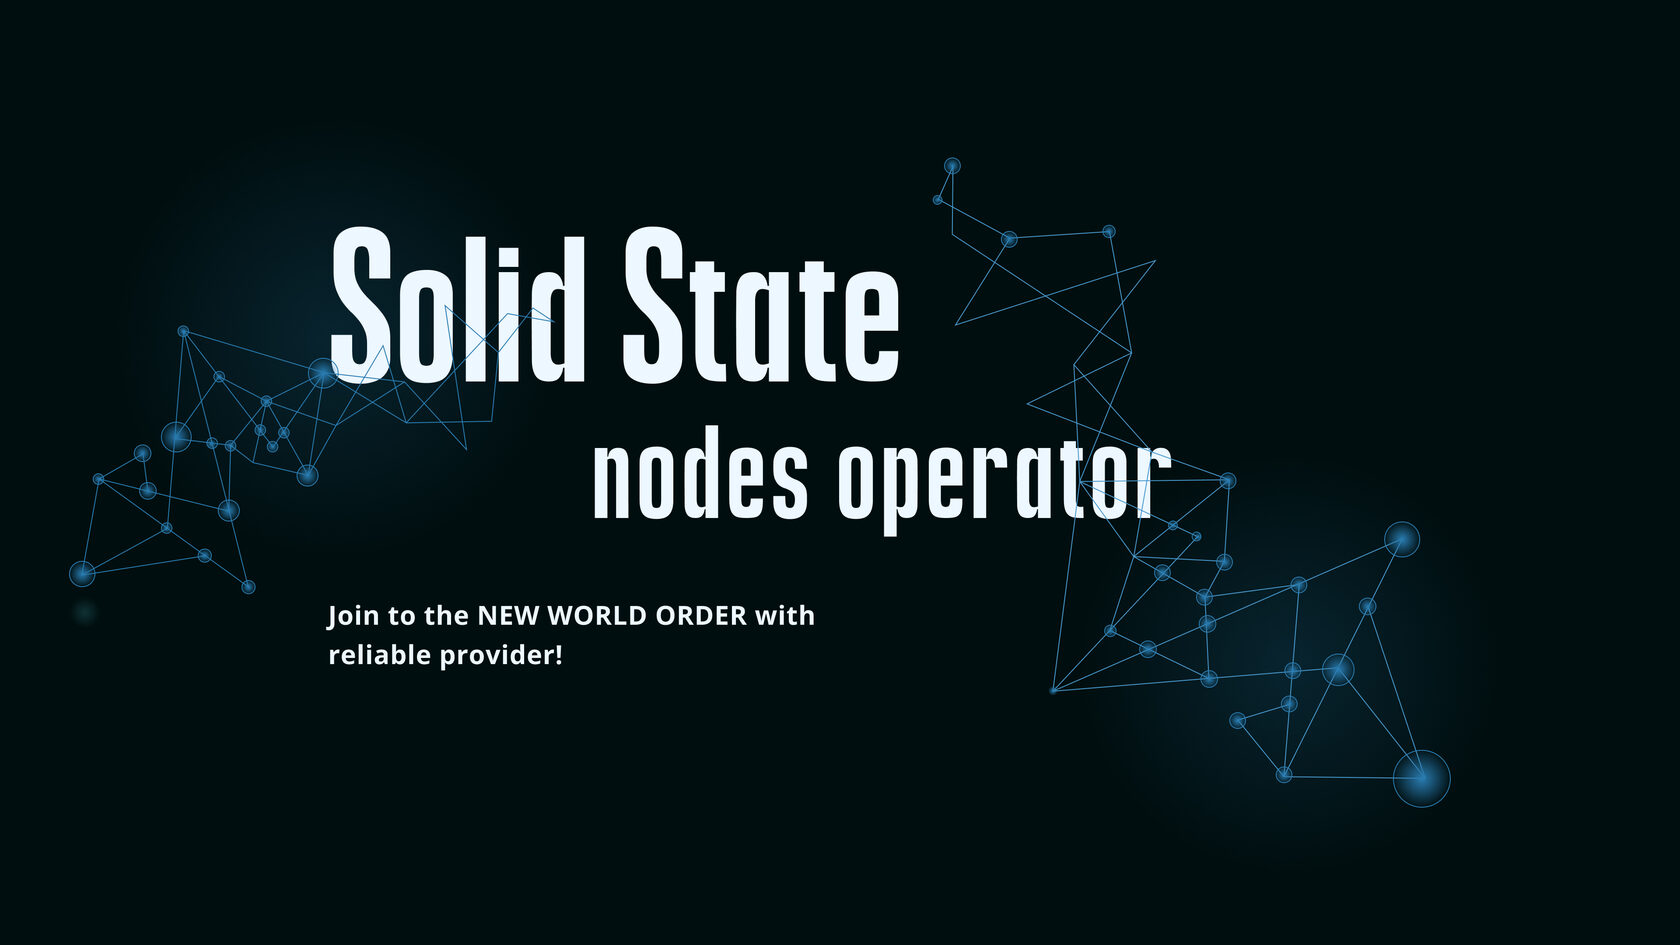 Solid State
nodes operator
Join to the NEW WORLD ORDER with
reliable provider!